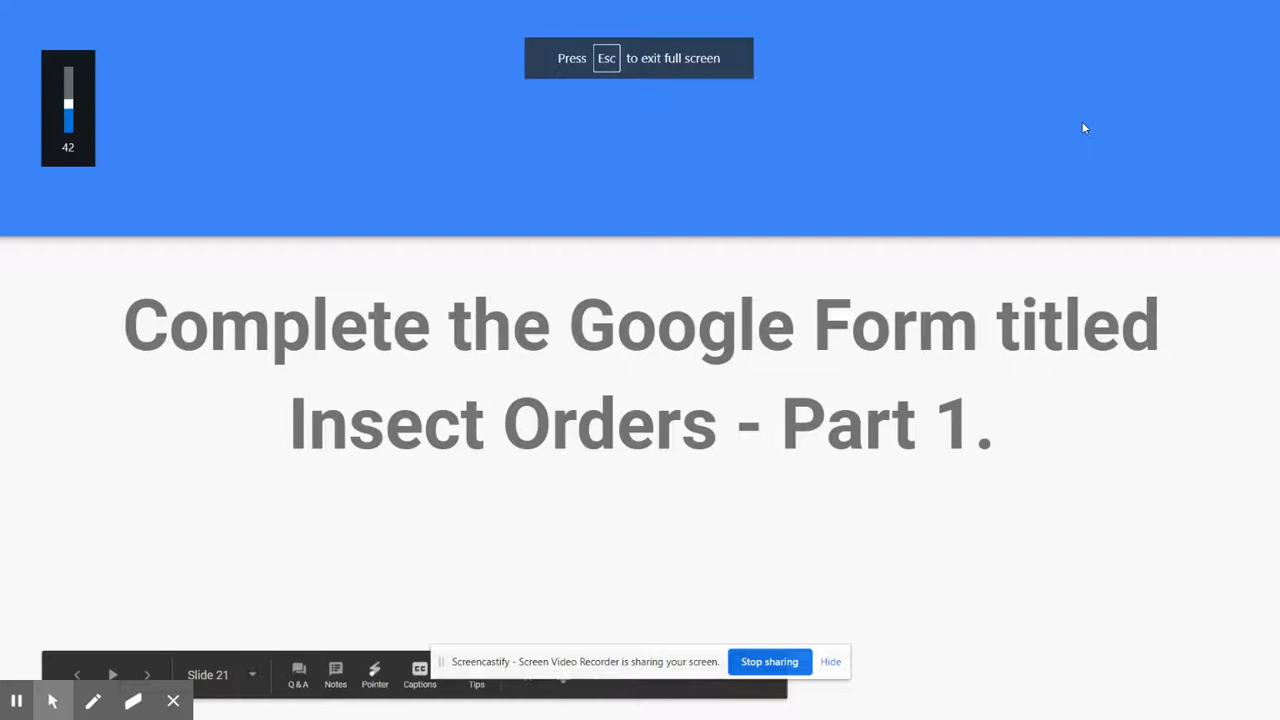 Press Esc to exit full screen
42
Complete the Google Form titled
Insect Orders - Part 1.
Screencastify - Screen Video Recorder is sharing your screen. Stop sharing Hide
Slide 21
Q & A Notes Pointer Captions Tips